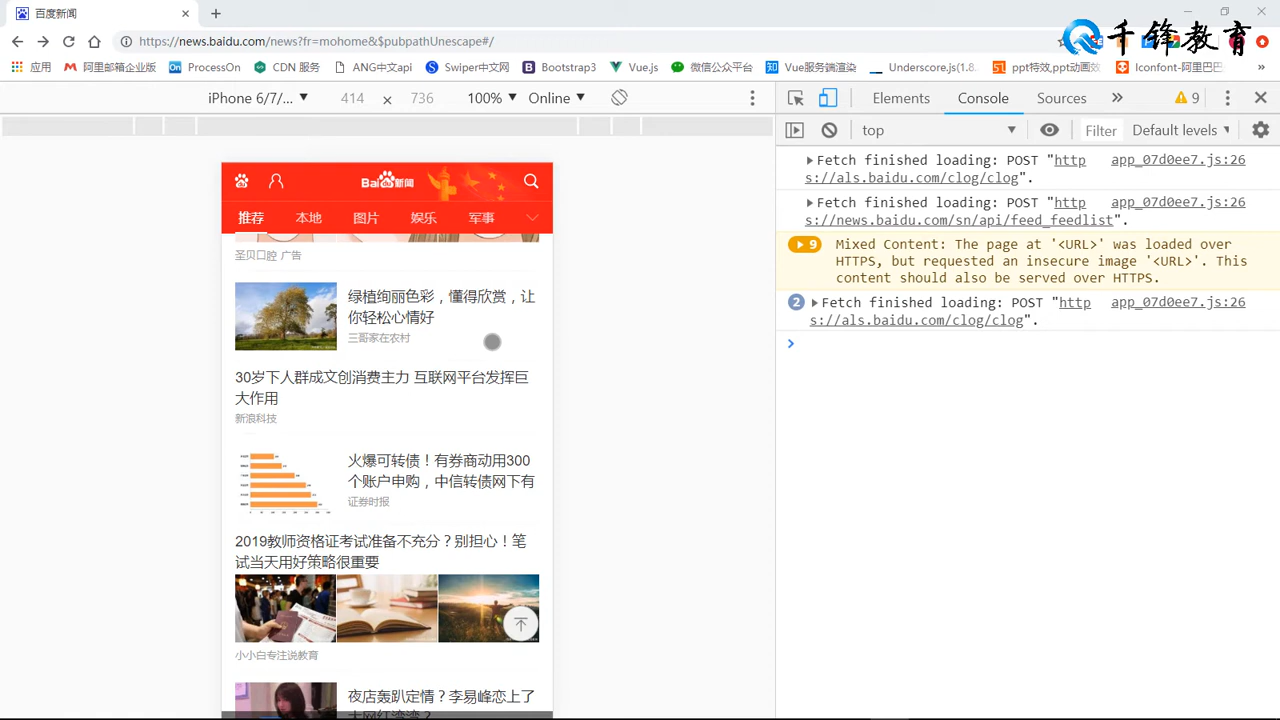 百度新闻
https://news.baidu.com/news?fr=mohome&$pubpathUnescape#/
千锋教育
应用
阿里邮箱企业版
ProcessOn
CDN 服务
ANG中文api
Swiper中文网
Bootstrap3
Vue.js
微信公众平台
Vue服务端渲染
Underscore.js(1.8.
ppt特效,ppt动画效
Iconfont-阿里巴巴
»
iPhone 6/7/... ▼ 414 × 736 100% ▼ Online ▼
Elements Console Sources » 9
top ▼ Filter Default levels ▼
Bai du 新闻
推荐 本地 图片 娱乐 军事
圣贝口腔 广告
绿植绚丽色彩，懂得欣赏，让
你轻松心情好
三哥家在农村
30岁下人群成文创消费主力 互联网平台发挥巨
大作用
新浪科技
火爆可转债！有券商动用300
个账户申购，中信转债网下有
证券时报
2019教师资格证考试准备不充分？别担心！笔
试当天用好策略很重要
小小白专注说教育
夜店轰趴定情？李易峰恋上了
Fetch finished loading: POST "http app_07d0ee7.js:26
s://als.baidu.com/clog/clog".
Fetch finished loading: POST "http app_07d0ee7.js:26
s://news.baidu.com/sn/api/feed_feedlist".
9 Mixed Content: The page at '<URL>' was loaded over
HTTPS, but requested an insecure image '<URL>'. This
content should also be served over HTTPS.
2 Fetch finished loading: POST "http app_07d0ee7.js:26
s://als.baidu.com/clog/clog".